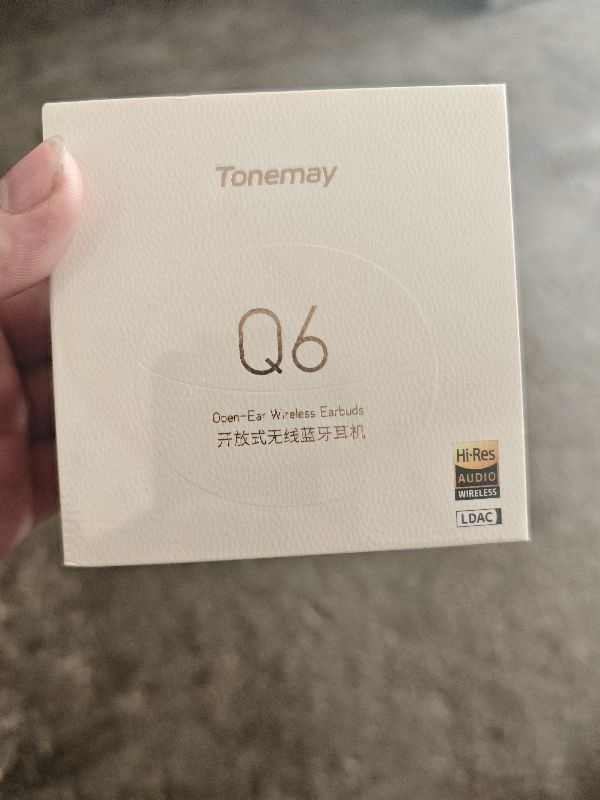 Tonemay
Q6
Open-Ear Wireless Earbuds
开放式无线蓝牙耳机
Hi-Res
AUDIO
WIRELESS
LDAC